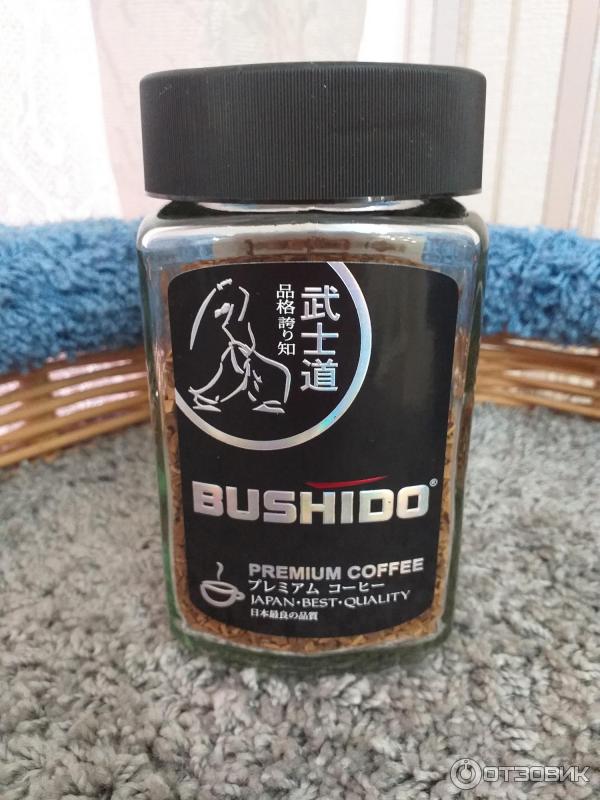 武士道
品格 誇り 知
BUSHIDO®
PREMIUM COFFEE
プレミアム コーヒー
JAPAN·BEST·QUALITY
日本最良の品質
ОТЗОВИК